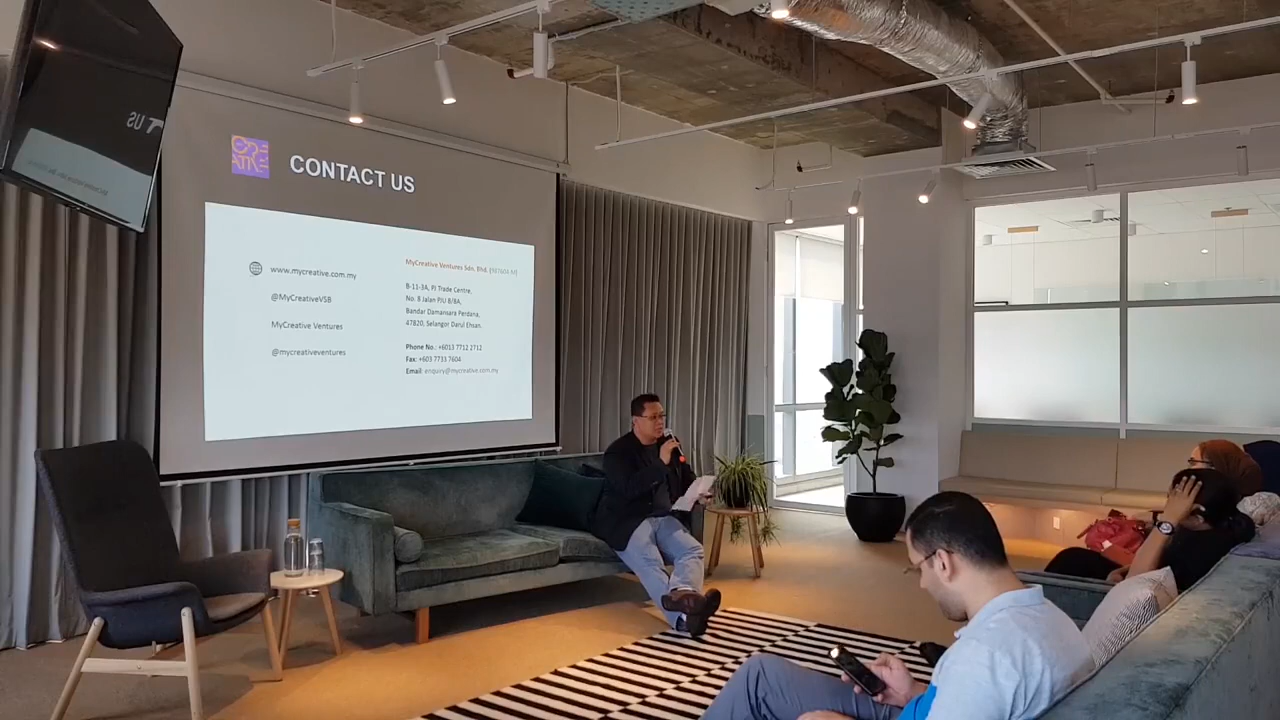 CRE
ATIVE
CONTACT US
www.mycreative.com.my
@MyCreativeVSB
MyCreative Ventures
@mycreativeventures
MyCreative Ventures Sdn. Bhd.
B-11-3A, PJ Trade Centre,
No. 8 Jalan PJU 8/8A,
Bandar Damansara Perdana,
47820, Selangor Darul Ehsan.
Phone No.: +6013 7712 2712
Fax: +603 7733 7604
Email: enquiry@mycreative.com.my